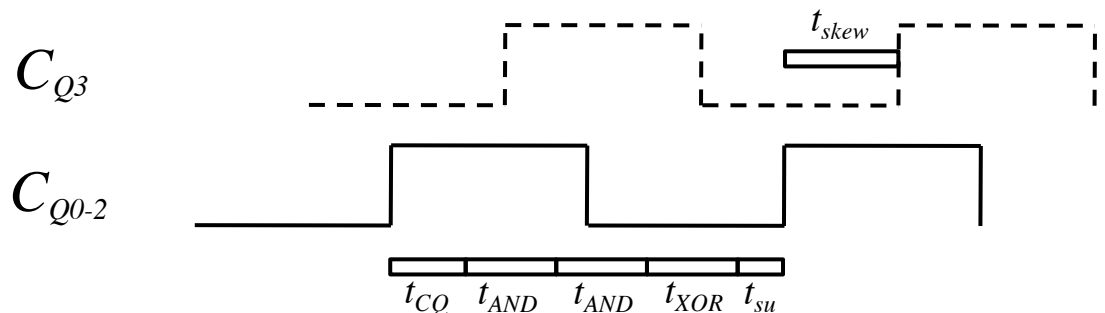 t_skew
C_Q3
C_Q0-2
t_CQ t_AND t_AND t_XOR t_su